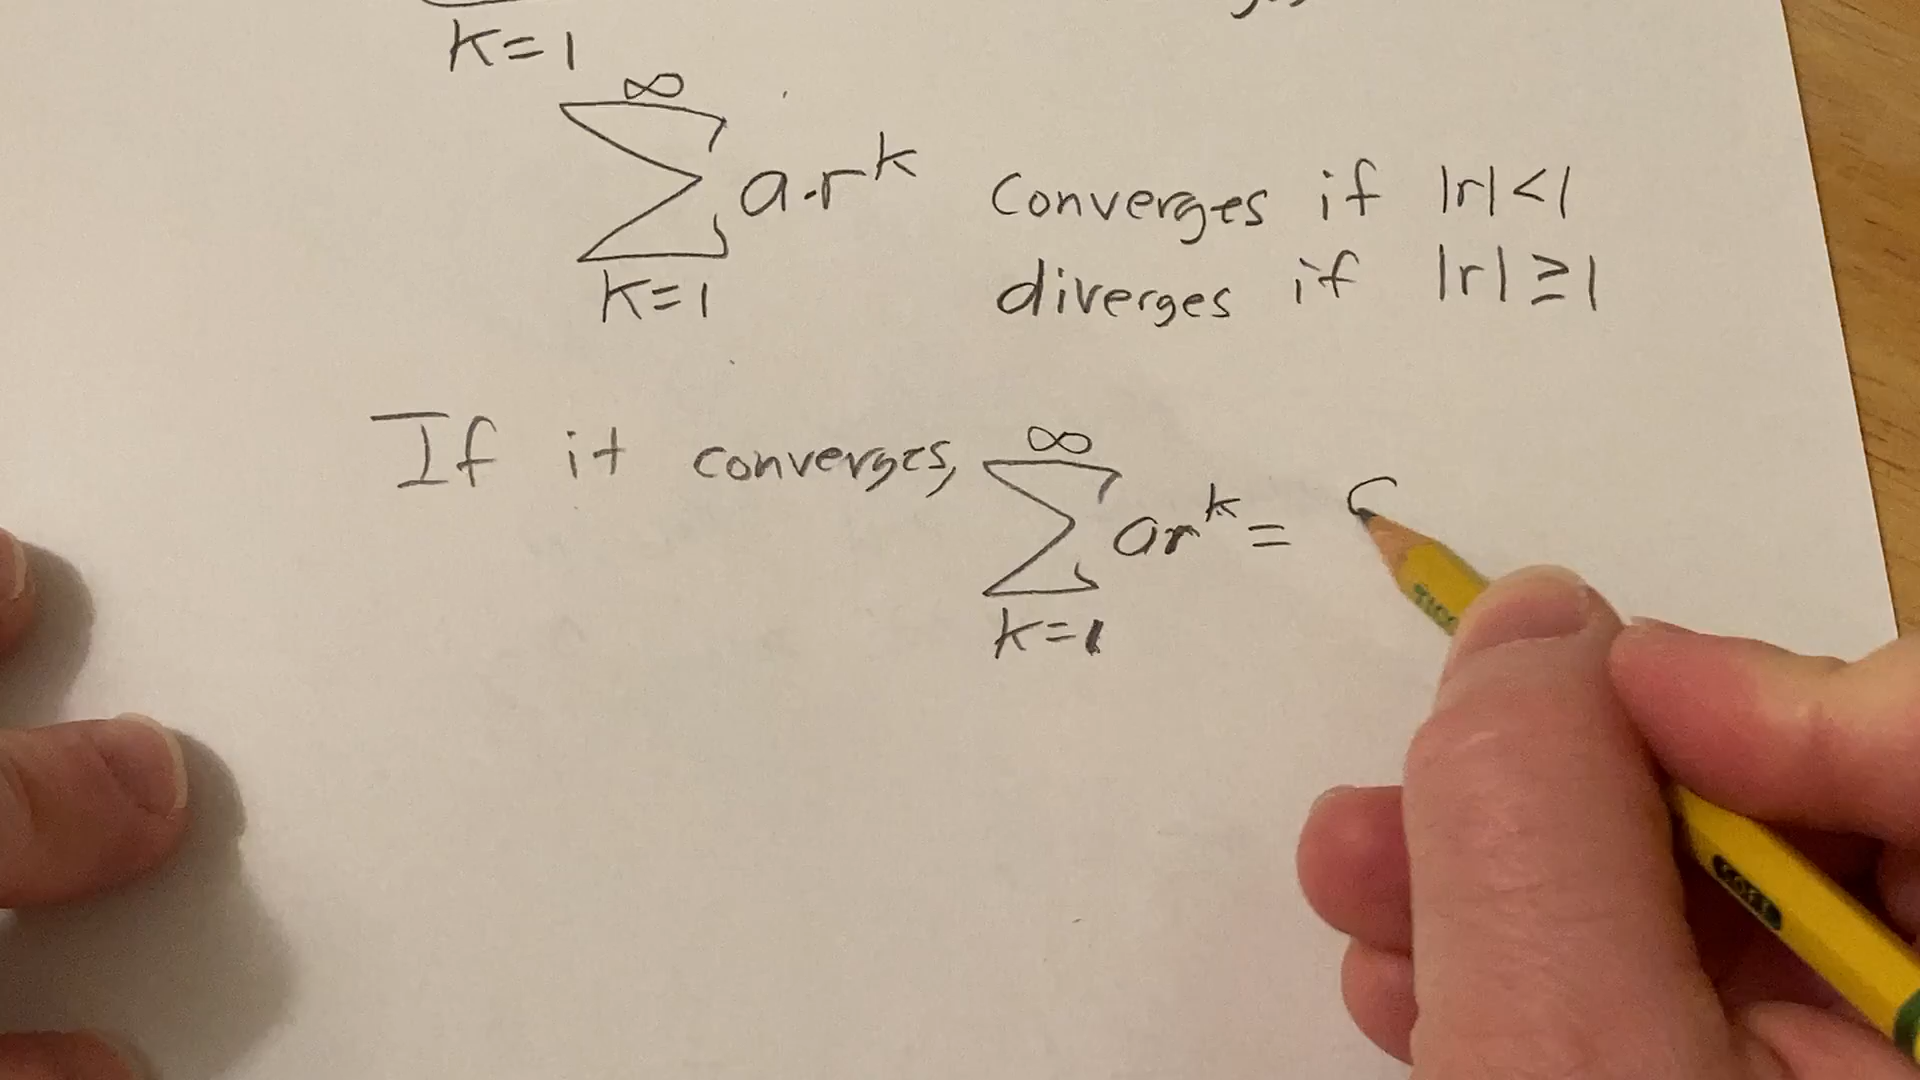 K=1
∞
∑ a·r^k converges if |r|<1
K=1 diverges if |r|≥1
∞
If it converges, ∑ ar^k =
K=1